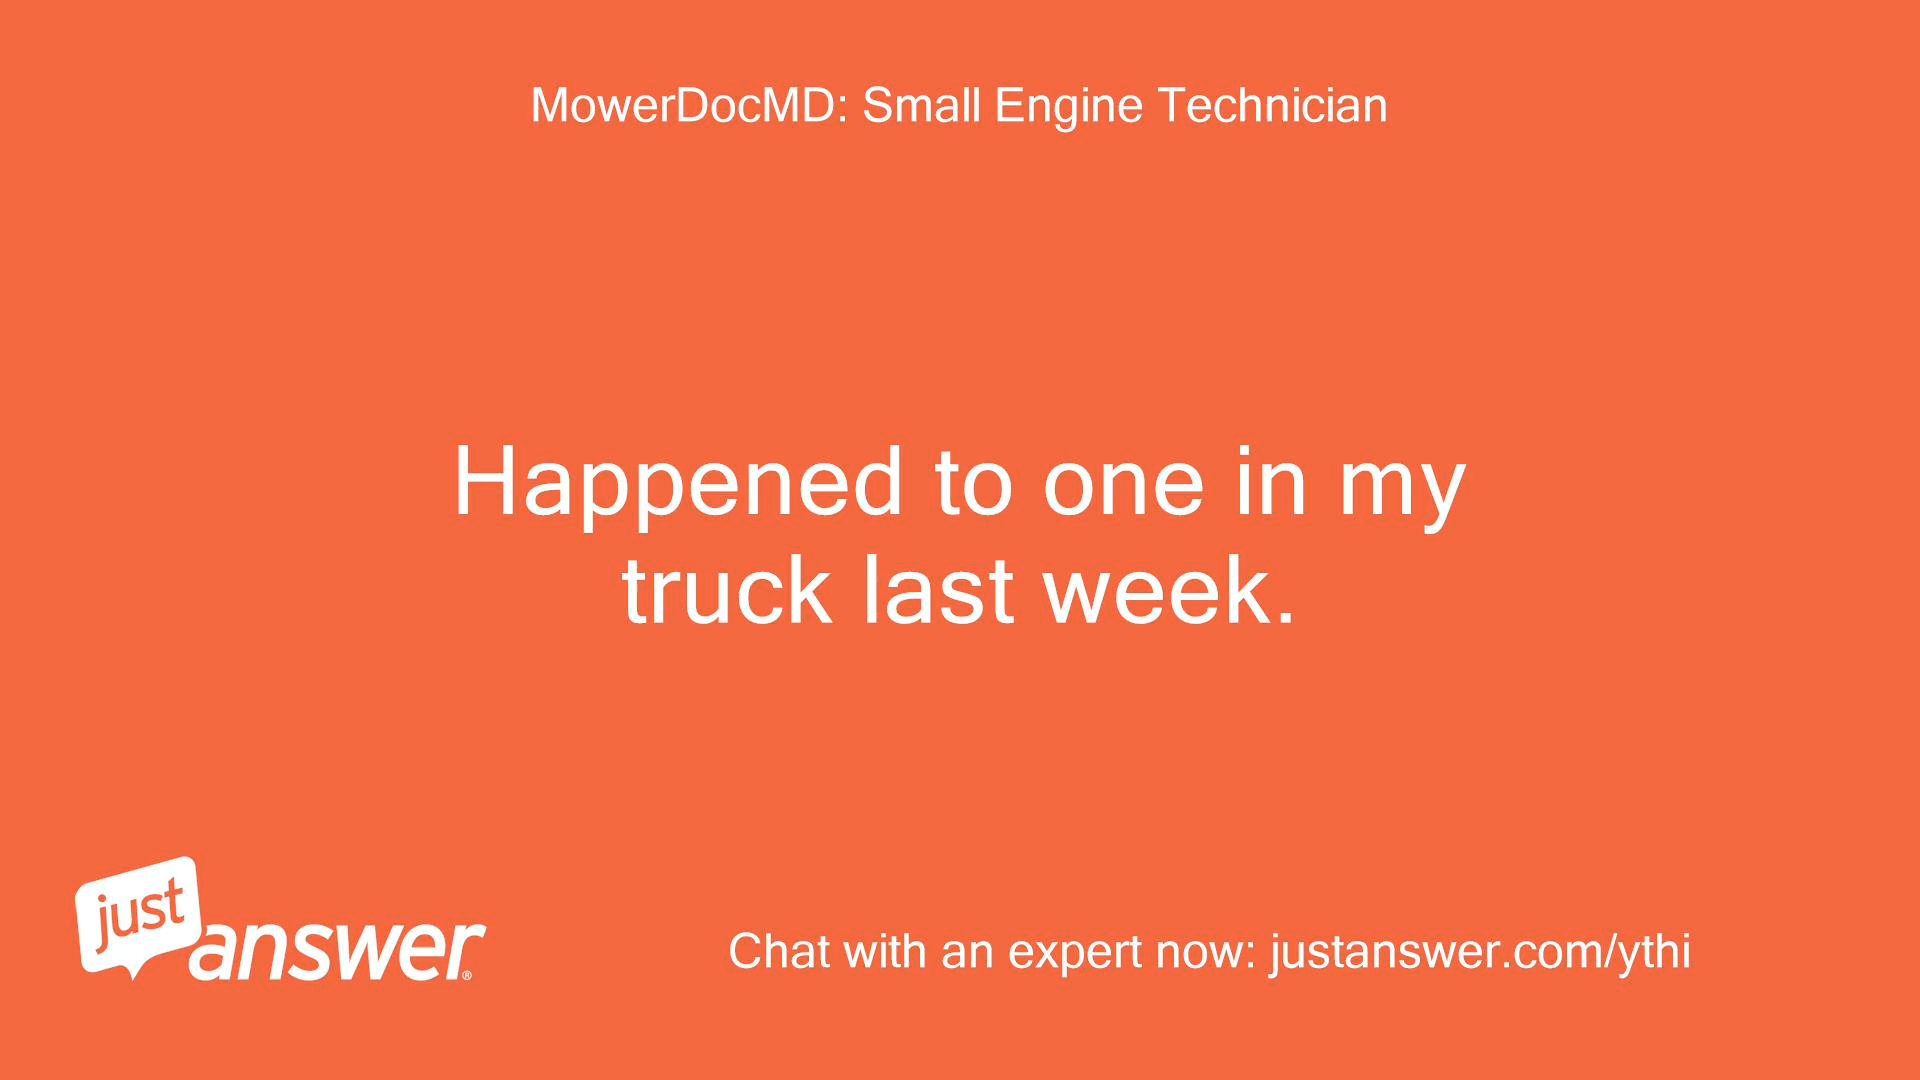 MowerDocMD: Small Engine Technician
Happened to one in my
truck last week.
just
answer®
Chat with an expert now: justanswer.com/ythi